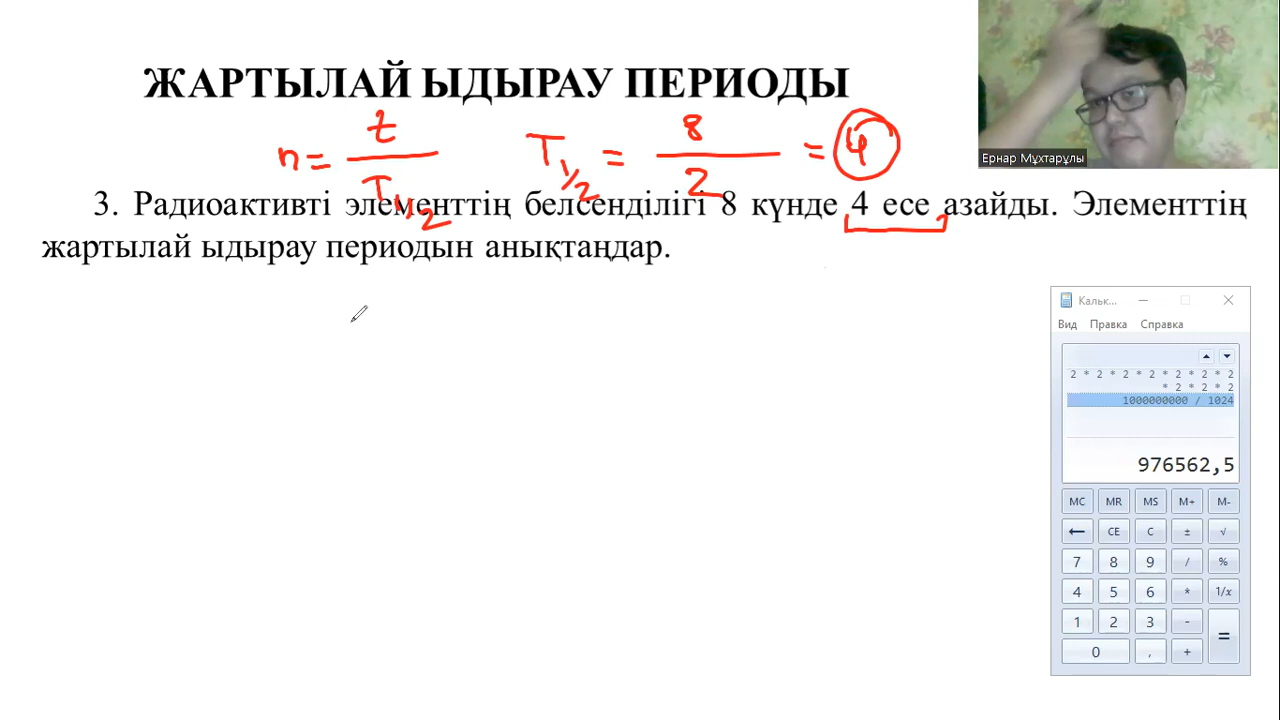 ЖАРТЫЛАЙ ЫДЫРАУ ПЕРИОДЫ
n = t / T 1/2
T 1/2 = 8 / 2 = 4
Ернар Мұхтарұлы
3. Радиоактивті элементтің белсенділігі 8 күнде 4 есе азайды. Элементтің
жартылай ыдырау периодын анықтаңдар.
Кальк...
Вид Правка Справка
2 * 2 * 2 * 2 * 2 * 2 * 2
* 2 * 2 * 2
1000000000 / 1024
976562,5
MC MR MS M+ M-
← CE C ± √
7 8 9 / %
4 5 6 * 1/x
1 2 3 - =
0 , +